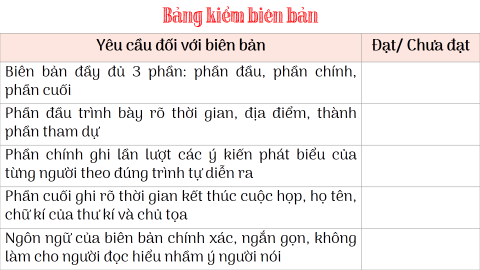 Bảng kiểm biên bản
Yêu cầu đối với biên bản
Đạt/ Chưa đạt
Biên bản đầy đủ 3 phần: phần đầu, phần chính,
phần cuối
Phần đầu trình bày rõ thời gian, địa điểm, thành
phần tham dự
Phần chính ghi lần lượt các ý kiến phát biểu của
từng người theo đúng trình tự diễn ra
Phần cuối ghi rõ thời gian kết thúc cuộc họp, họ tên,
chữ kí của thư kí và chủ tọa
Ngôn ngữ của biên bản chính xác, ngắn gọn, không
làm cho người đọc hiểu nhầm ý người nói